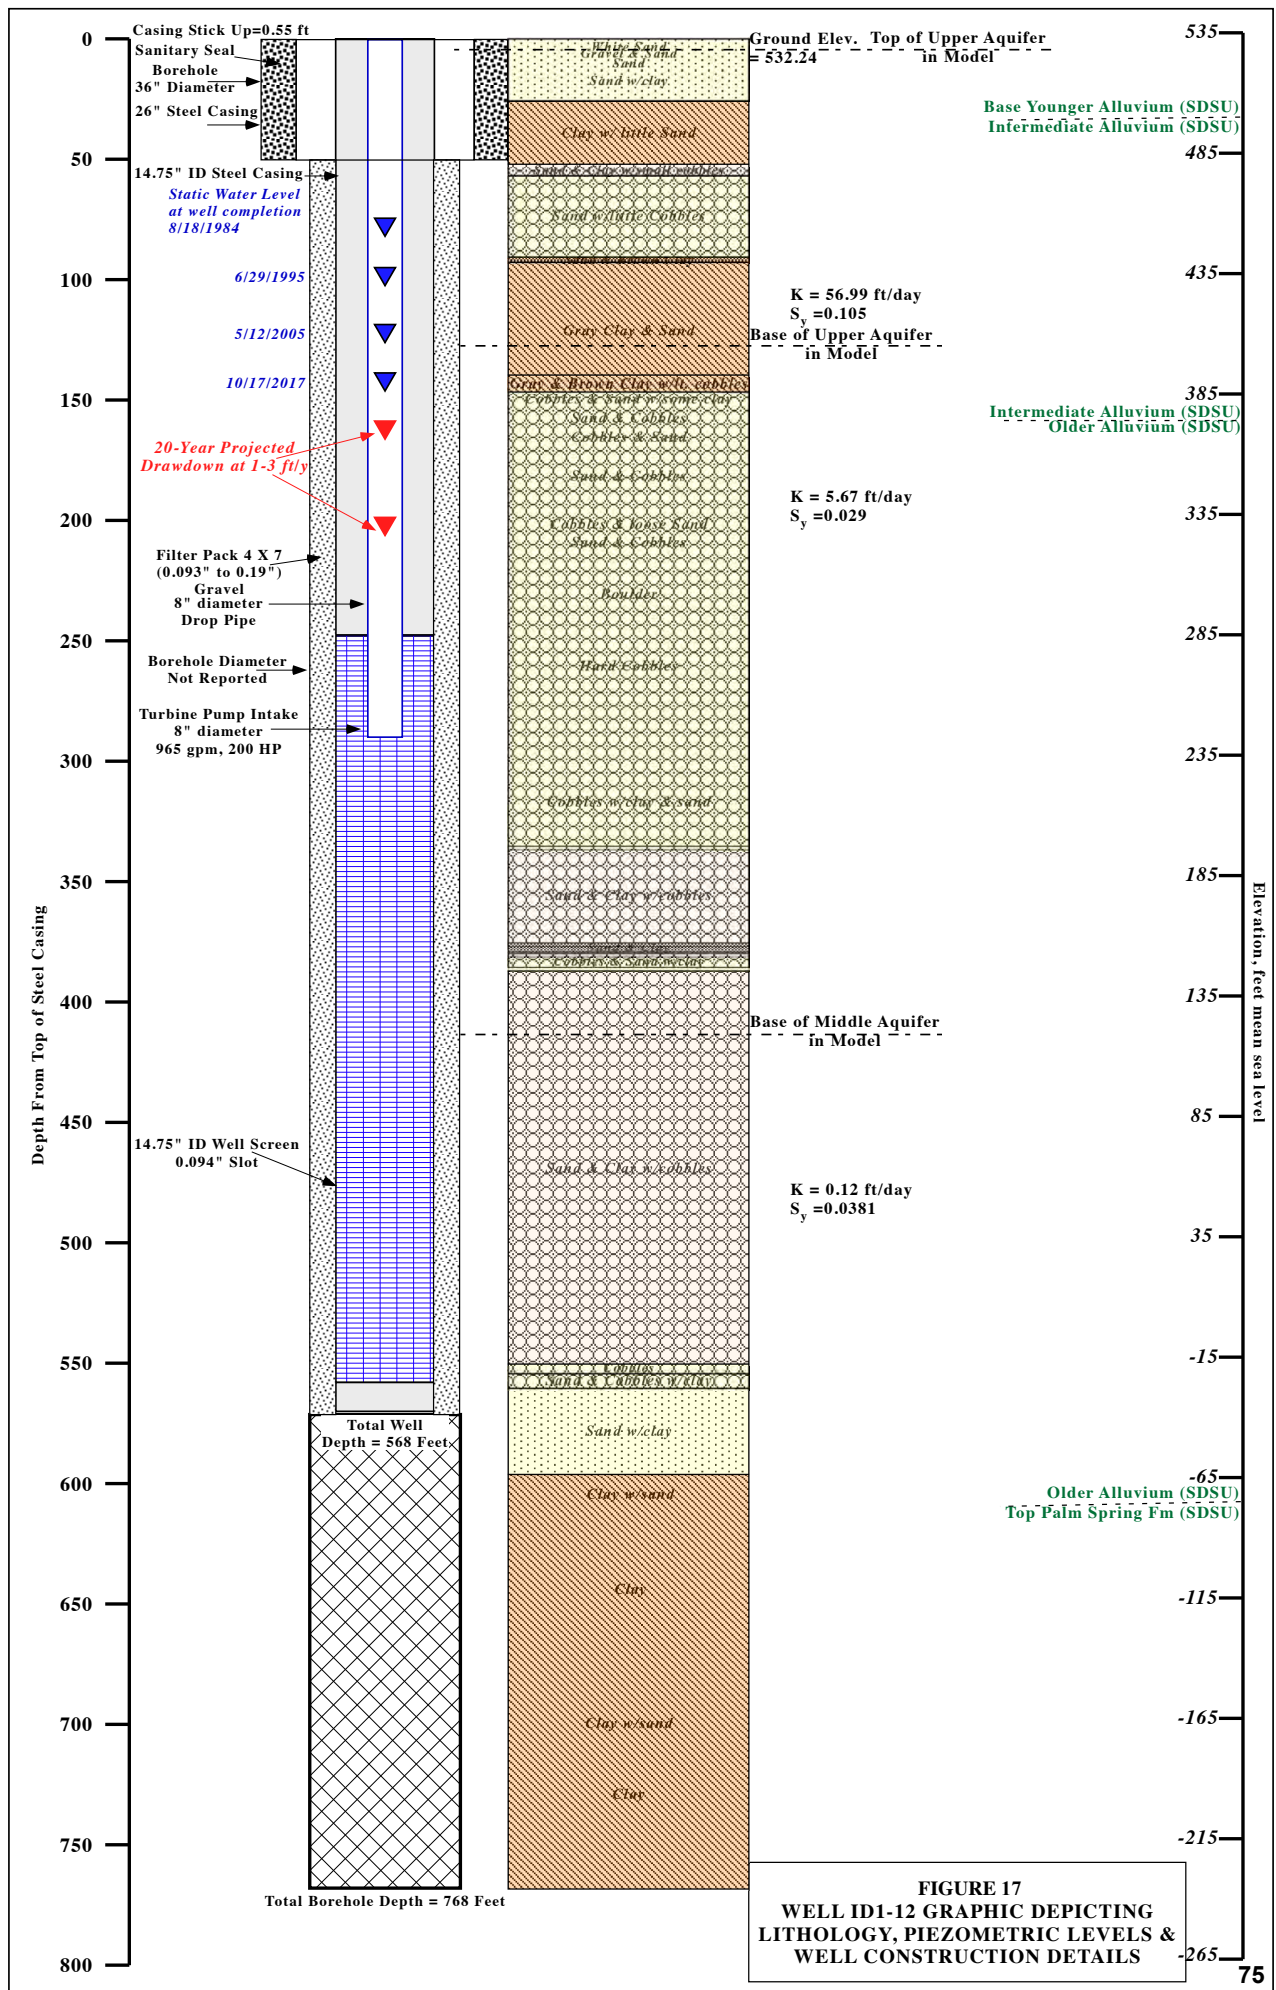 Casing Stick Up=0.55 ft
Sanitary Seal
Borehole
36" Diameter
26" Steel Casing
14.75" ID Steel Casing
Static Water Level
at well completion
8/18/1984
6/29/1995
5/12/2005
10/17/2017
20-Year Projected
Drawdown at 1-3 ft/y
Filter Pack 4 X 7
(0.093" to 0.19")
Gravel
8" diameter
Drop Pipe
Borehole Diameter
Not Reported
Turbine Pump Intake
8" diameter
965 gpm, 200 HP
14.75" ID Well Screen
0.094" Slot
Total Well
Depth = 568 Feet
Total Borehole Depth = 768 Feet
Depth From Top of Steel Casing
0
50
100
150
200
250
300
350
400
450
500
550
600
650
700
750
800
White Sand
Gravel & Sand
Sand
Sand w/clay
Clay w/ little Sand
Sand & Clay w/small cobbles
Sand w/little Cobbles
Gray Clay & Sand
Gray & Brown Clay w/lt. cobbles
Cobbles & Sand w/some clay
Sand & Cobbles
Cobbles & Sand
Sand & Cobbles
Cobbles & loose Sand
Sand & Cobbles
Boulder
Hard Cobbles
Cobbles w/clay & sand
Sand & Clay w/cobbles
Sand & Clay
Cobbles & Sand w/clay
Sand & Clay w/cobbles
Cobbles
Sand & Cobbles w/clay
Sand w/clay
Clay w/sand
Clay
Clay w/sand
Clay
Ground Elev.
= 532.24
Top of Upper Aquifer
in Model
K = 56.99 ft/day
Sy =0.105
Base of Upper Aquifer
in Model
K = 5.67 ft/day
Sy =0.029
Base of Middle Aquifer
in Model
K = 0.12 ft/day
Sy =0.0381
Base Younger Alluvium (SDSU)
Intermediate Alluvium (SDSU)
Intermediate Alluvium (SDSU)
Older Alluvium (SDSU)
Older Alluvium (SDSU)
Top Palm Spring Fm (SDSU)
535
485
435
385
335
285
235
185
135
85
35
-15
-65
-115
-165
-215
-265
Elevation, feet mean sea level
FIGURE 17
WELL ID1-12 GRAPHIC DEPICTING
LITHOLOGY, PIEZOMETRIC LEVELS &
WELL CONSTRUCTION DETAILS
75